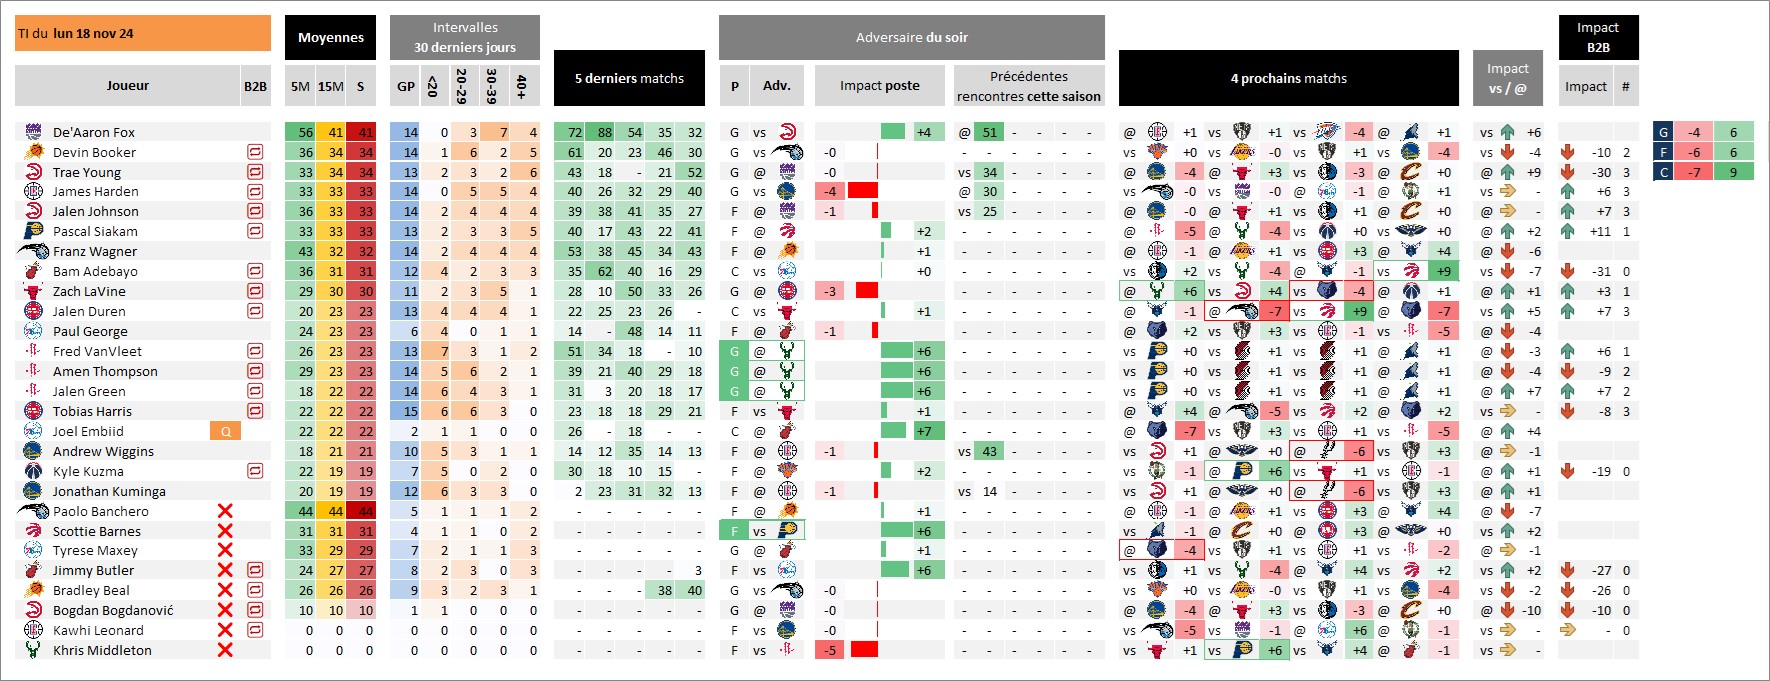 TI du lun 18 nov 24
Moyennes
Intervalles
30 derniers jours
5 derniers matchs
Adversaire du soir
4 prochains matchs
Impact
vs / @
Impact
B2B
Joueur B2B 5M 15M S GP <20 20-29 30-39 40+ P Adv. Impact poste Précédentes rencontres cette saison Impact #
De'Aaron Fox 56 41 41 14 0 3 7 4 72 88 54 35 32 G vs +4 @ 51 - - - - @ +1 vs +1 vs -4 @ +1 vs +6 G -4 6
Devin Booker 36 34 34 14 1 6 2 5 61 20 23 46 30 G vs -0 - - - - - vs +0 vs -0 vs +1 vs -4 vs -4 -10 2 F -6 6
Trae Young 33 34 34 13 2 3 2 6 43 18 - 21 52 G @ -0 vs 34 - - - - @ -4 @ +3 vs -3 @ +0 @ +9 -30 3 C -7 9
James Harden 33 33 33 14 0 5 5 4 40 26 32 29 40 G vs -4 @ 30 - - - - vs -0 vs -0 @ -1 @ +1 vs - +6 3
Jalen Johnson 36 33 33 14 2 4 4 4 39 38 41 35 27 F @ -1 vs 25 - - - - @ -0 @ +1 vs +1 @ +0 @ - +7 3
Pascal Siakam 33 33 33 13 2 3 3 5 40 17 43 22 41 F @ +2 - - - - - @ -5 @ -4 vs +0 vs +0 @ +2 +11 1
Franz Wagner 43 32 32 14 2 4 4 4 53 38 45 34 43 F @ +1 - - - - - @ -1 @ +1 vs +3 @ +4 @ -6
Bam Adebayo 36 31 31 12 4 2 3 3 35 62 40 16 29 C vs +0 - - - - - vs +2 vs -4 @ -1 vs +9 vs -7 -31 0
Zach LaVine 29 30 30 11 2 3 5 1 28 10 50 33 26 G @ -3 - - - - - @ +6 vs +4 vs -4 @ +1 @ +1 +3 1
Jalen Duren 20 23 23 13 4 4 4 1 22 25 23 26 - C vs +1 - - - - - @ -1 @ -7 vs +9 @ -7 vs +5 +7 3
Paul George 24 23 23 6 4 0 1 1 14 - 48 14 11 F @ -1 - - - - - @ +2 vs +3 vs -1 vs -5 @ -4
Fred VanVleet 26 23 23 13 7 3 1 2 51 34 18 - 10 G @ +6 - - - - - vs +0 vs +1 vs +1 @ +1 @ -3 +6 1
Amen Thompson 29 23 23 14 5 6 2 1 39 21 40 29 18 G @ +6 - - - - - vs +0 vs +1 vs +1 @ +1 @ -4 -9 2
Jalen Green 18 22 22 14 6 4 3 1 31 3 20 18 17 G @ +6 - - - - - vs +0 vs +1 vs +1 @ +1 @ +7 +7 2
Tobias Harris 22 22 22 15 6 6 3 0 23 18 18 29 21 F vs +1 - - - - - @ +4 @ -5 vs +2 @ +2 vs - -8 3
Joel Embiid Q 22 22 22 2 1 1 0 0 26 - 18 - - C @ +7 - - - - - @ -7 vs +3 vs +1 vs -5 @ +4
Andrew Wiggins 18 21 21 10 5 3 1 1 14 12 35 14 13 F @ -1 vs 43 - - - - vs -1 @ +0 @ -6 vs +3 @ -1
Kyle Kuzma 22 19 19 7 5 0 2 0 30 18 10 15 - F @ +2 - - - - - vs -1 @ +6 vs +1 vs -1 @ +1 -19 0
Jonathan Kuminga 20 19 19 12 6 3 3 0 2 23 31 32 13 F @ -1 vs 14 - - - - vs +1 @ +0 @ -6 vs +3 @ +1
Paolo Banchero 44 44 44 5 1 1 1 2 - - - - - F @ +1 - - - - - @ -1 @ +1 vs +3 @ +4 @ -7
Scottie Barnes 31 31 31 4 1 1 0 2 - - - - - F vs +6 - - - - - vs -1 @ +0 @ +3 @ +0 vs +2
Tyrese Maxey 33 29 29 7 2 1 1 3 - - - - - G @ +1 - - - - - @ -4 vs +1 vs +1 vs -2 @ -1
Jimmy Butler 24 27 27 8 2 3 0 3 - - - - 3 F vs +6 - - - - - vs +1 vs -4 @ +4 vs +2 vs +2 -27 0
Bradley Beal 26 26 26 9 3 2 3 1 - - - 38 40 G vs -0 - - - - - vs +0 vs -0 vs +1 vs -4 vs -2 -26 0
Bogdan Bogdanović 10 10 10 1 1 0 0 0 - - - - - G @ -0 - - - - - @ -4 @ +3 vs -3 @ +0 @ -10 -10 0
Kawhi Leonard 0 0 0 0 0 0 0 0 - - - - - F vs -0 - - - - - vs -5 vs -1 @ +6 @ -1 vs - - 0
Khris Middleton 0 0 0 0 0 0 0 0 - - - - - F vs -5 - - - - - vs +1 vs +6 vs +4 @ -1 vs -